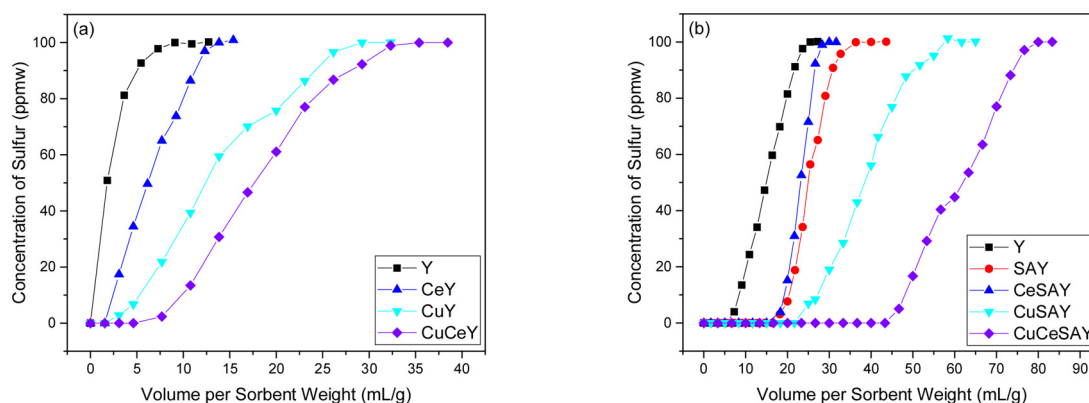 (a)
Concentration of Sulfur (ppmw)
100
80
60
40
20
0
Y
CeY
CuY
CuCeY
0 5 10 15 20 25 30 35 40
Volume per Sorbent Weight (mL/g)
(b)
Concentration of Sulfur (ppmw)
100
80
60
40
20
0
Y
SAY
CeSAY
CuSAY
CuCeSAY
0 10 20 30 40 50 60 70 80 90
Volume per Sorbent Weight (mL/g)